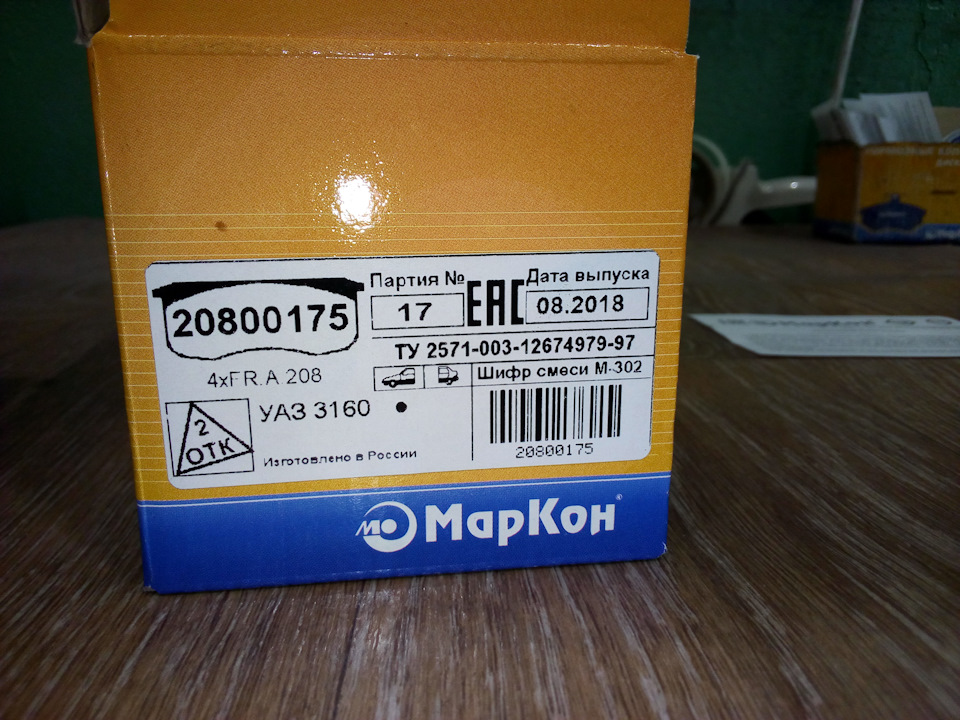 Партия №
17
ЕАС
Дата выпуска
08.2018
20800175
ТУ 2571-003-12674979-97
4xFR.A.208
Шифр смеси М-302
УАЗ 3160
2
ОТК
20800175
Изготовлено в России
МарКон